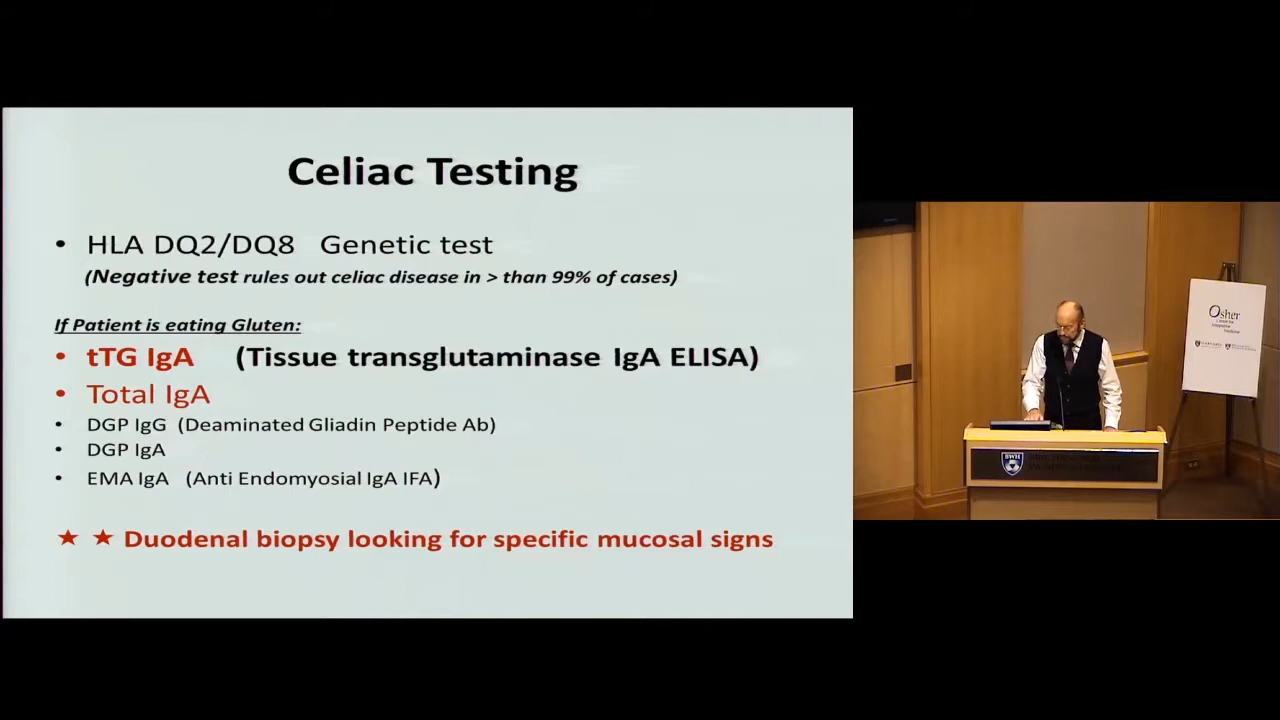 Celiac Testing
• HLA DQ2/DQ8 Genetic test
(Negative test rules out celiac disease in > than 99% of cases)
If Patient is eating Gluten:
• tTG IgA (Tissue transglutaminase IgA ELISA)
• Total IgA
• DGP IgG (Deaminated Gliadin Peptide Ab)
• DGP IgA
• EMA IgA (Anti Endomyosial IgA IFA)
★ ★ Duodenal biopsy looking for specific mucosal signs
Osher
BWH